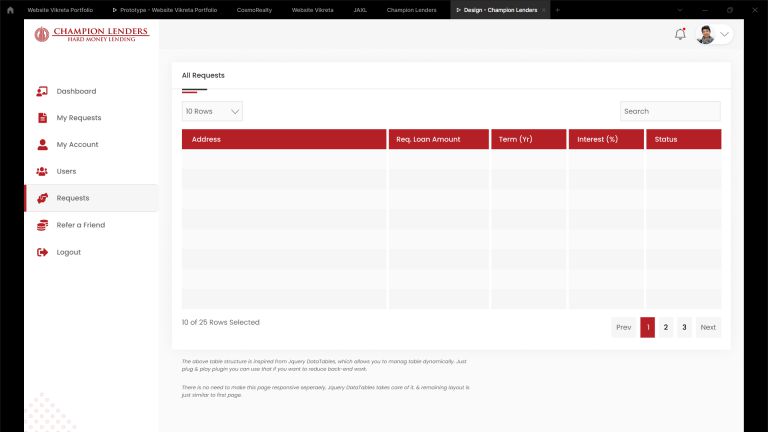 Website Vikreta Portfolio
Prototype - Website Vikreta Portfolio
CosmoRealty
Website Vikreta
JAXL
Champion Lenders
Design - Champion Lenders
CHAMPION LENDERS
HARD MONEY LENDING
Dashboard
My Requests
My Account
Users
Requests
Refer a Friend
Logout
All Requests
10 Rows
Search
Address
Req. Loan Amount
Term (Yr)
Interest (%)
Status
10 of 25 Rows Selected
Prev
1
2
3
Next
The above table structure is inspired from Jquery DataTables, which allows you to manag table dynamically. Just
plug & play plugin you can use that if you want to reduce back-end work.
There is no need to make this page responsive seperaely. Jquery DataTables takes care of it. & remaining layout is
just similar to first page.